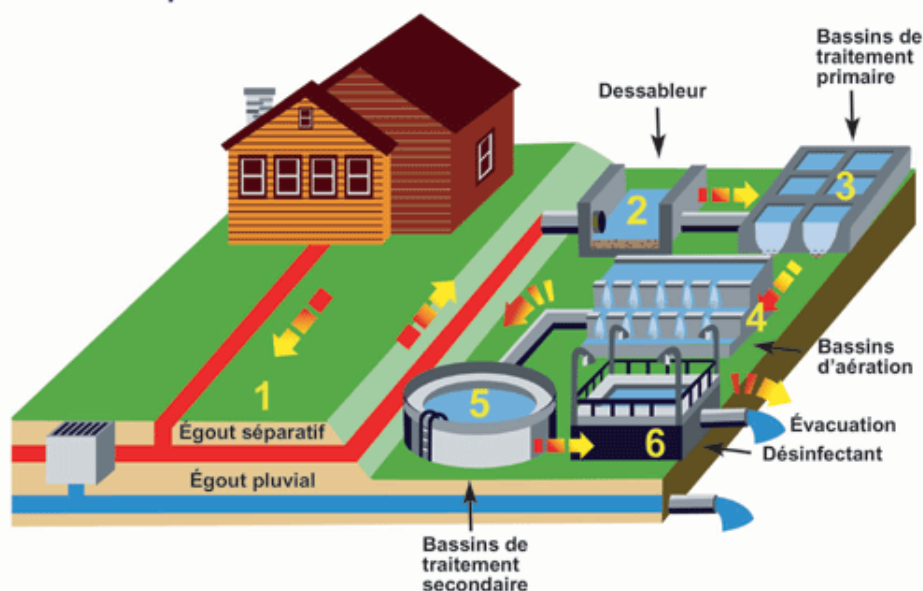 Bassins de
traitement
primaire
Dessableur
3
2
4
Bassins
d'aération
1
5
Évacuation
Égout séparatif
6
Désinfectant
Égout pluvial
Bassins de
traitement
secondaire